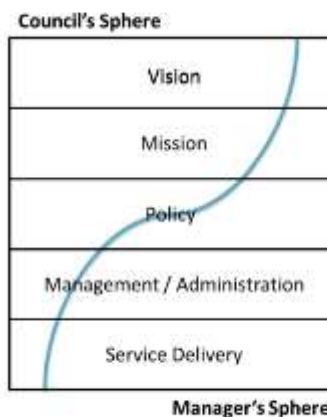 Council's Sphere
Vision
Mission
Policy
Management / Administration
Service Delivery
Manager's Sphere